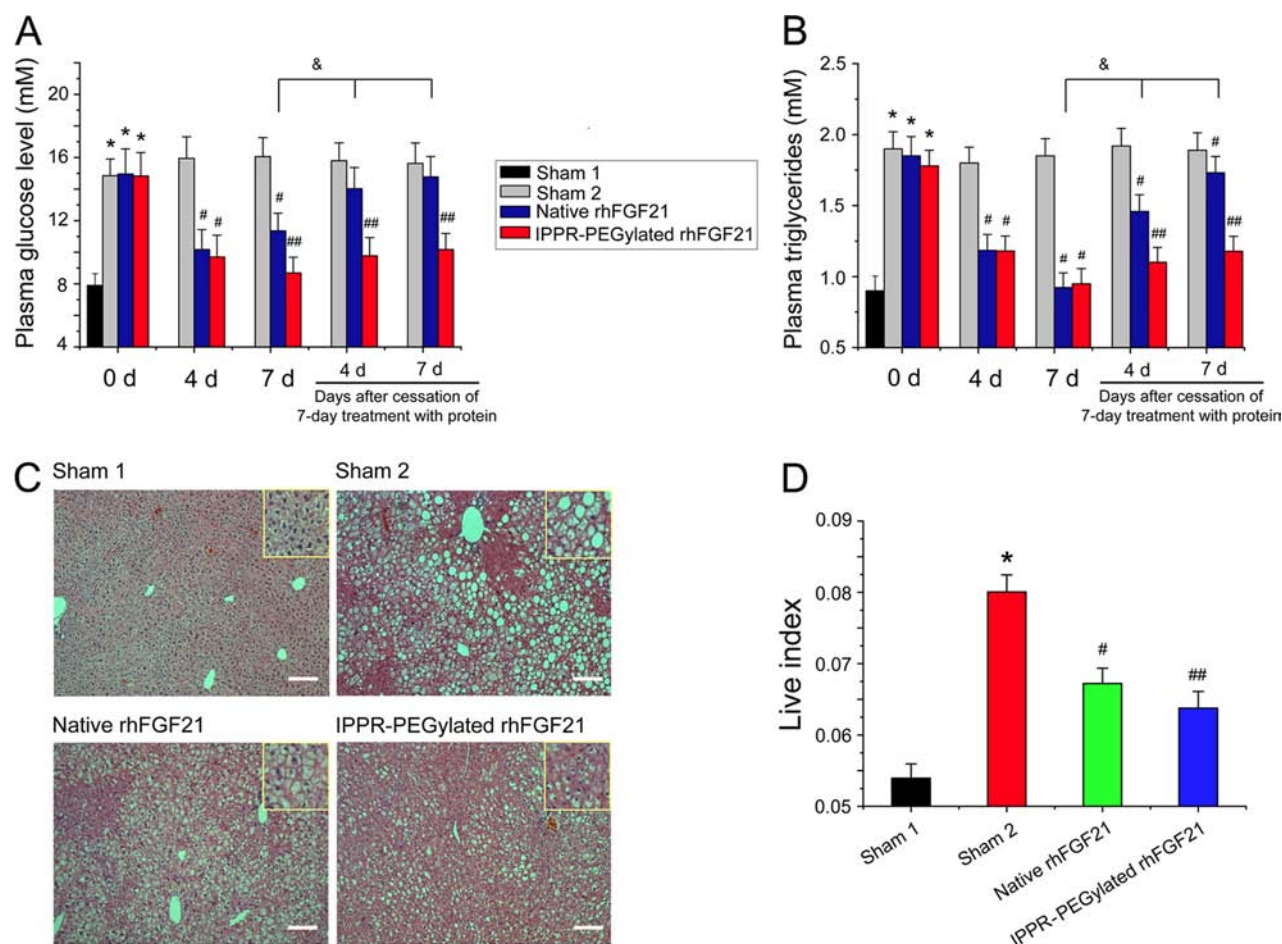 A
Plasma glucose level (mM)
20
16
12
8
4
&
* * *
# #
# ##
##
##
0 d
4 d
7 d
4 d
7 d
Days after cessation of
7-day treatment with protein
Sham 1
Sham 2
Native rhFGF21
IPPR-PEGylated rhFGF21
B
Plasma triglycerides (mM)
2.5
2.0
1.5
1.0
0.5
&
* * *
# #
# #
# ##
# ##
0 d
4 d
7 d
4 d
7 d
Days after cessation of
7-day treatment with protein
C
Sham 1
Sham 2
Native rhFGF21
IPPR-PEGylated rhFGF21
D
Live index
0.09
0.08
0.07
0.06
0.05
*
#
##
Sham 1
Sham 2
Native rhFGF21
IPPR-PEGylated rhFGF21